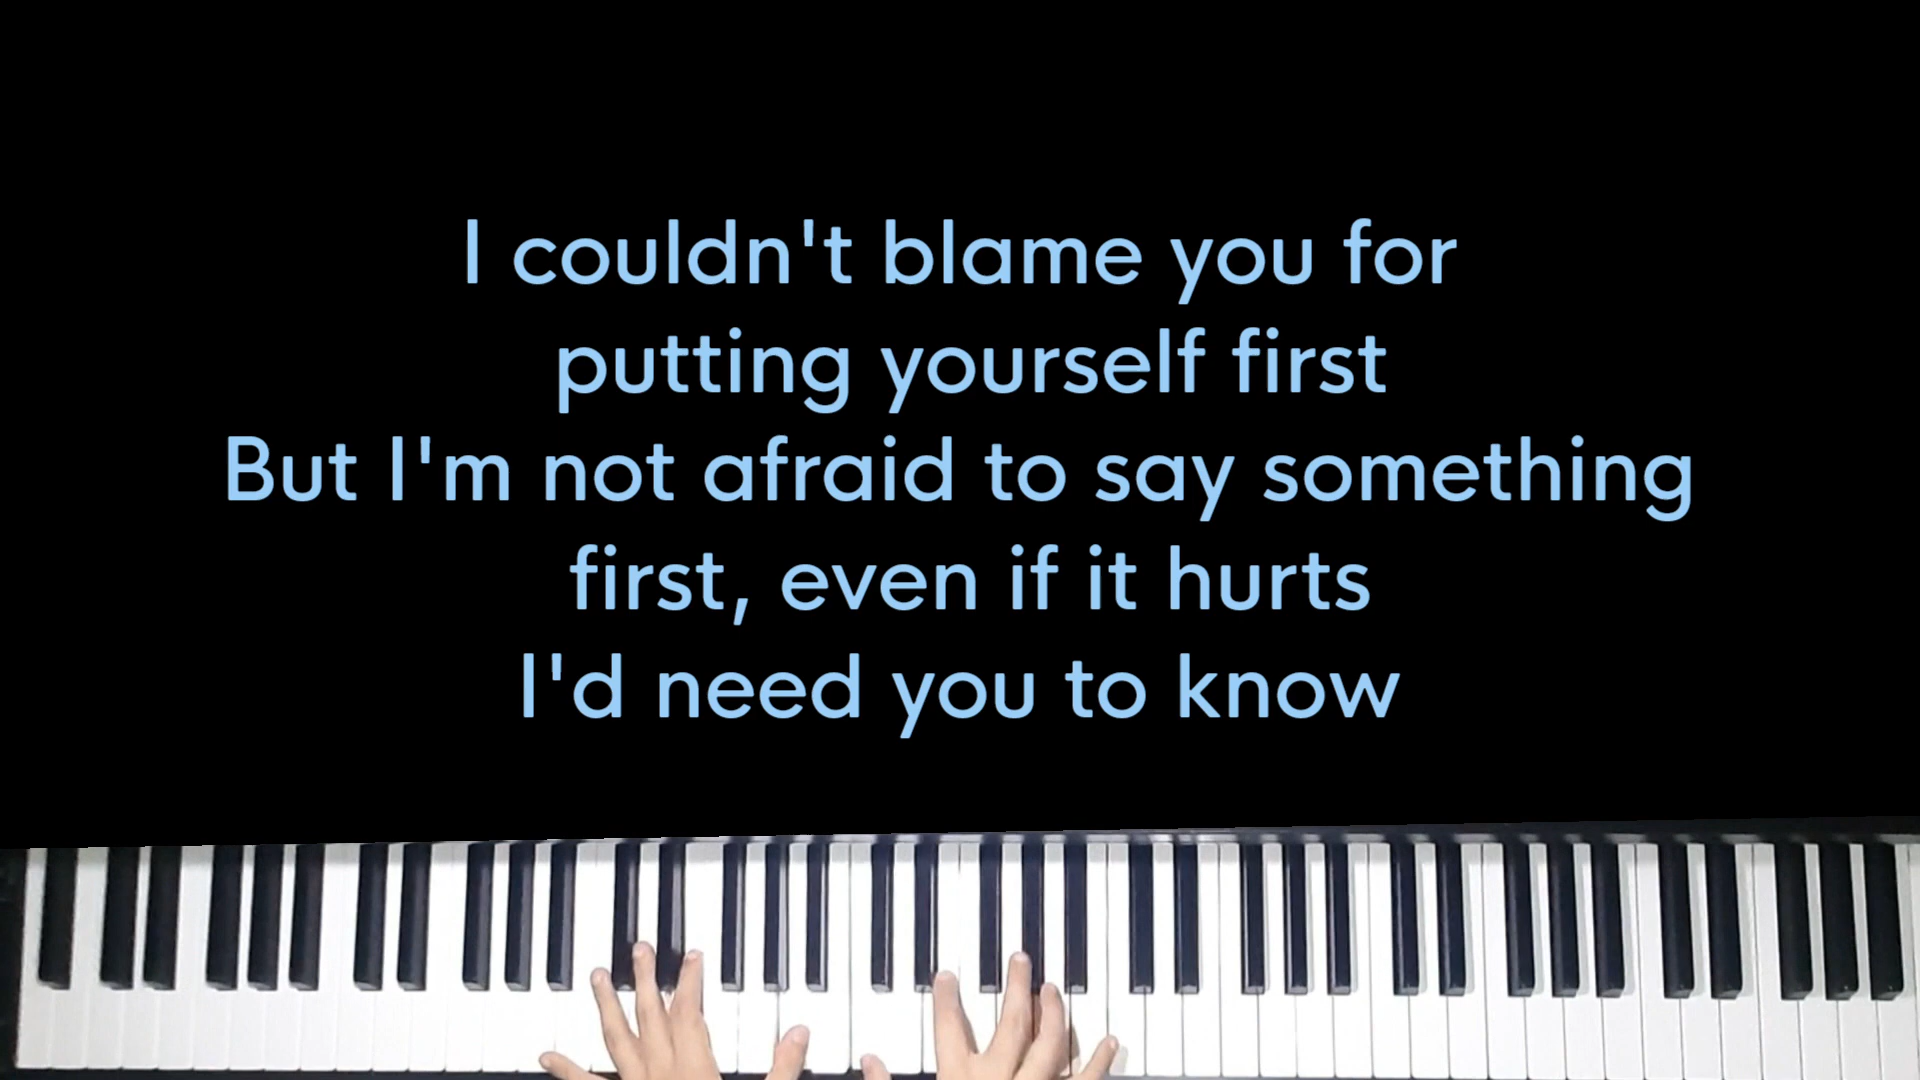 I couldn't blame you for
putting yourself first
But I'm not afraid to say something
first, even if it hurts
I'd need you to know